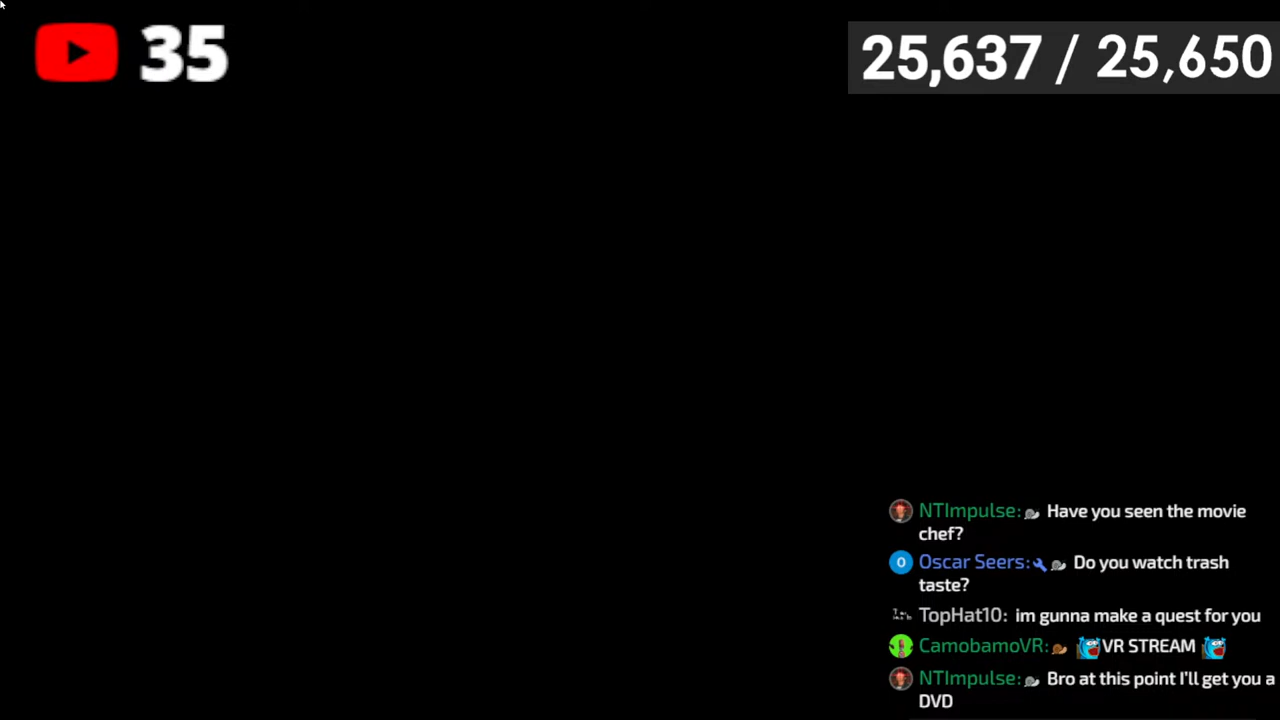 35
25,637 / 25,650
NTImpulse: Have you seen the movie
chef?
Oscar Seers: Do you watch trash
taste?
TopHat10: im gunna make a quest for you
CamobamoVR: VR STREAM
NTImpulse: Bro at this point I'll get you a
DVD